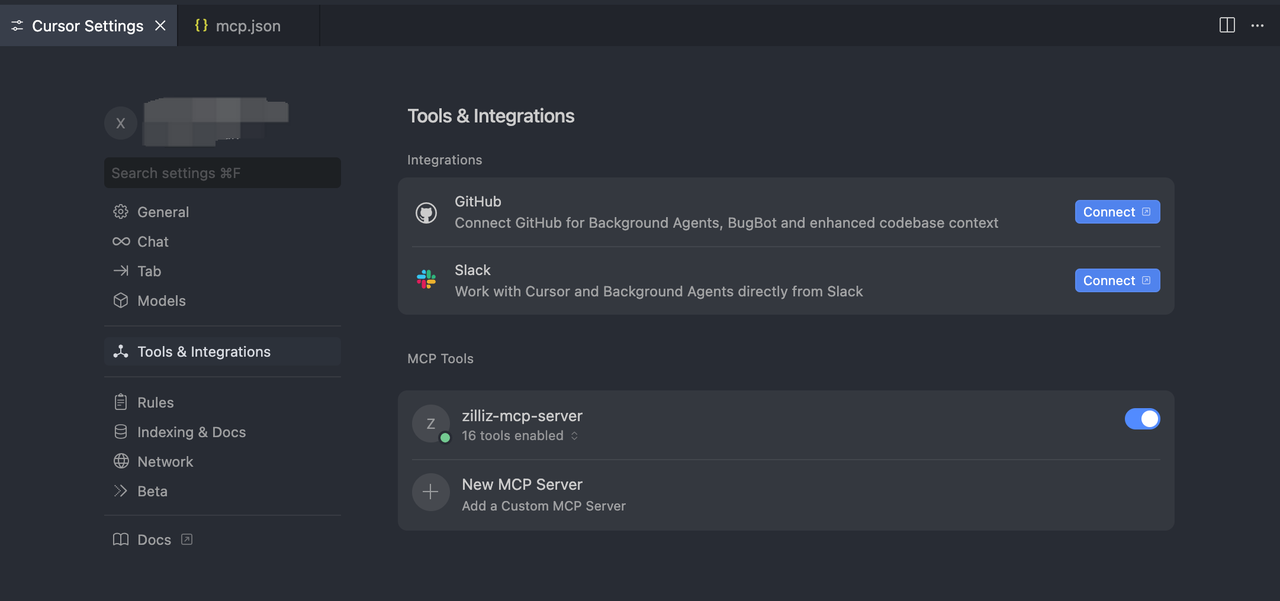 Cursor Settings
{} mcp.json
X
Search settings ⌘F
General
Chat
Tab
Models
Tools & Integrations
Rules
Indexing & Docs
Network
Beta
Docs
Tools & Integrations
Integrations
GitHub
Connect GitHub for Background Agents, BugBot and enhanced codebase context
Connect
Slack
Work with Cursor and Background Agents directly from Slack
Connect
MCP Tools
Z
zilliz-mcp-server
16 tools enabled
New MCP Server
Add a Custom MCP Server